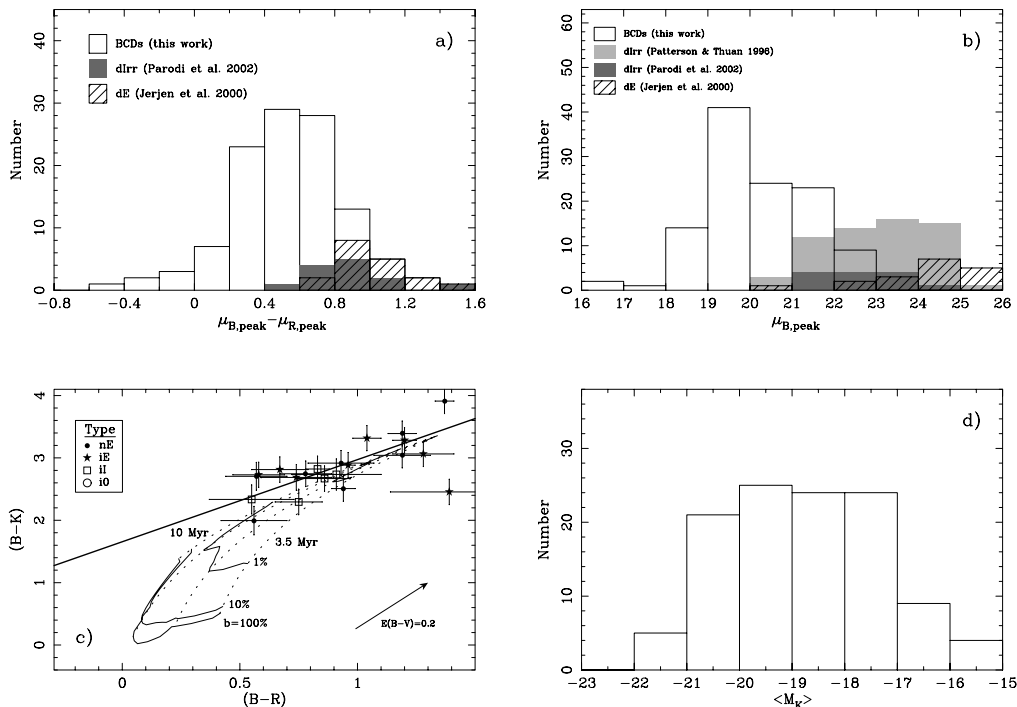 a)
BCDs (this work)
dIrr (Parodi et al. 2002)
dE (Jerjen et al. 2000)
Number
0 10 20 30 40
−0.8 −0.4 0 0.4 0.8 1.2 1.6
μB,peak−μR,peak
b)
BCDs (this work)
dIrr (Patterson & Thuan 1996)
dIrr (Parodi et al. 2002)
dE (Jerjen et al. 2000)
Number
0 10 20 30 40 50 60
16 17 18 19 20 21 22 23 24 25 26
μB,peak
c)
Type
nE
iE
iI
i0
10 Myr
3.5 Myr
1%
10%
b=100%
E(B−V)=0.2
(B−K)
0 1 2 3 4
0 0.5 1
(B−R)
d)
Number
0 10 20 30
−23 −22 −21 −20 −19 −18 −17 −16 −15
<MK>